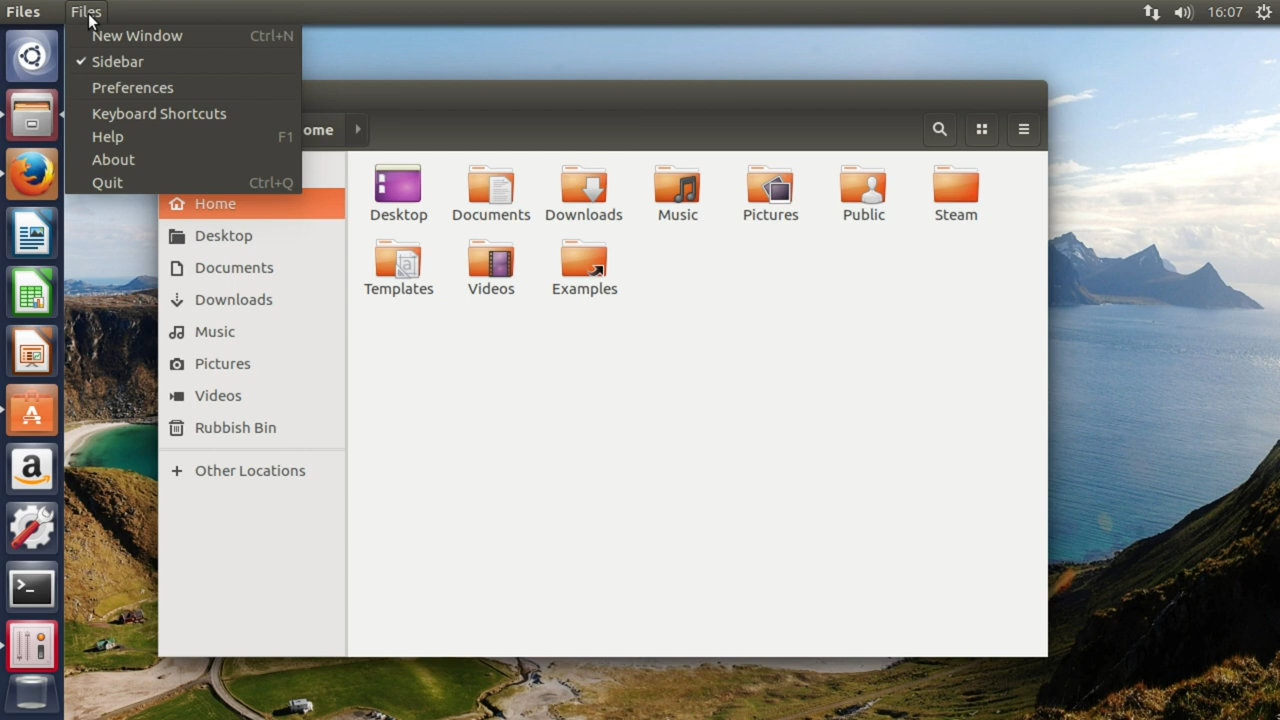 Files
Files
16:07
New Window Ctrl+N
Sidebar
Preferences
Keyboard Shortcuts
Help F1
About
Quit Ctrl+Q
ome
Home
Desktop
Documents
Downloads
Music
Pictures
Videos
Rubbish Bin
Other Locations
Desktop Documents Downloads Music Pictures Public Steam
Templates Videos Examples